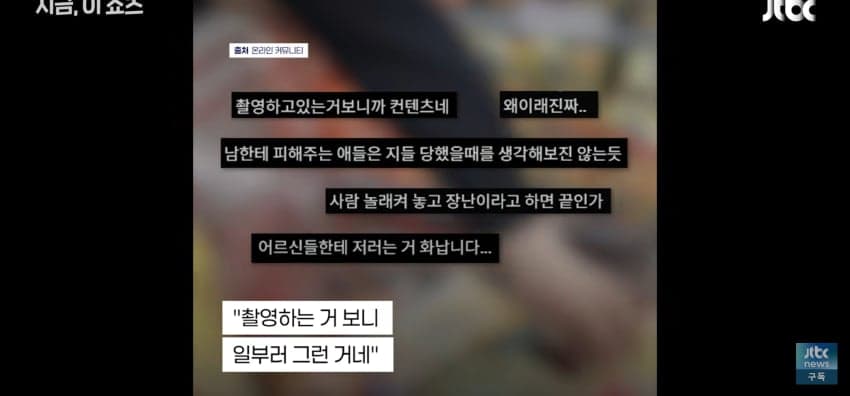 지금, 이 쇼츠
jtbc
출처 온라인 커뮤니티
촬영하고있는거보니까 컨텐츠네
왜이래진짜..
남한테 피해주는 애들은 지들 당했을때를 생각해보진 않는듯
사람 놀래켜 놓고 장난이라고 하면 끝인가
어르신들한테 저러는 거 화납니다...
"촬영하는 거 보니
일부러 그런 거네"
jtbc
news
구독